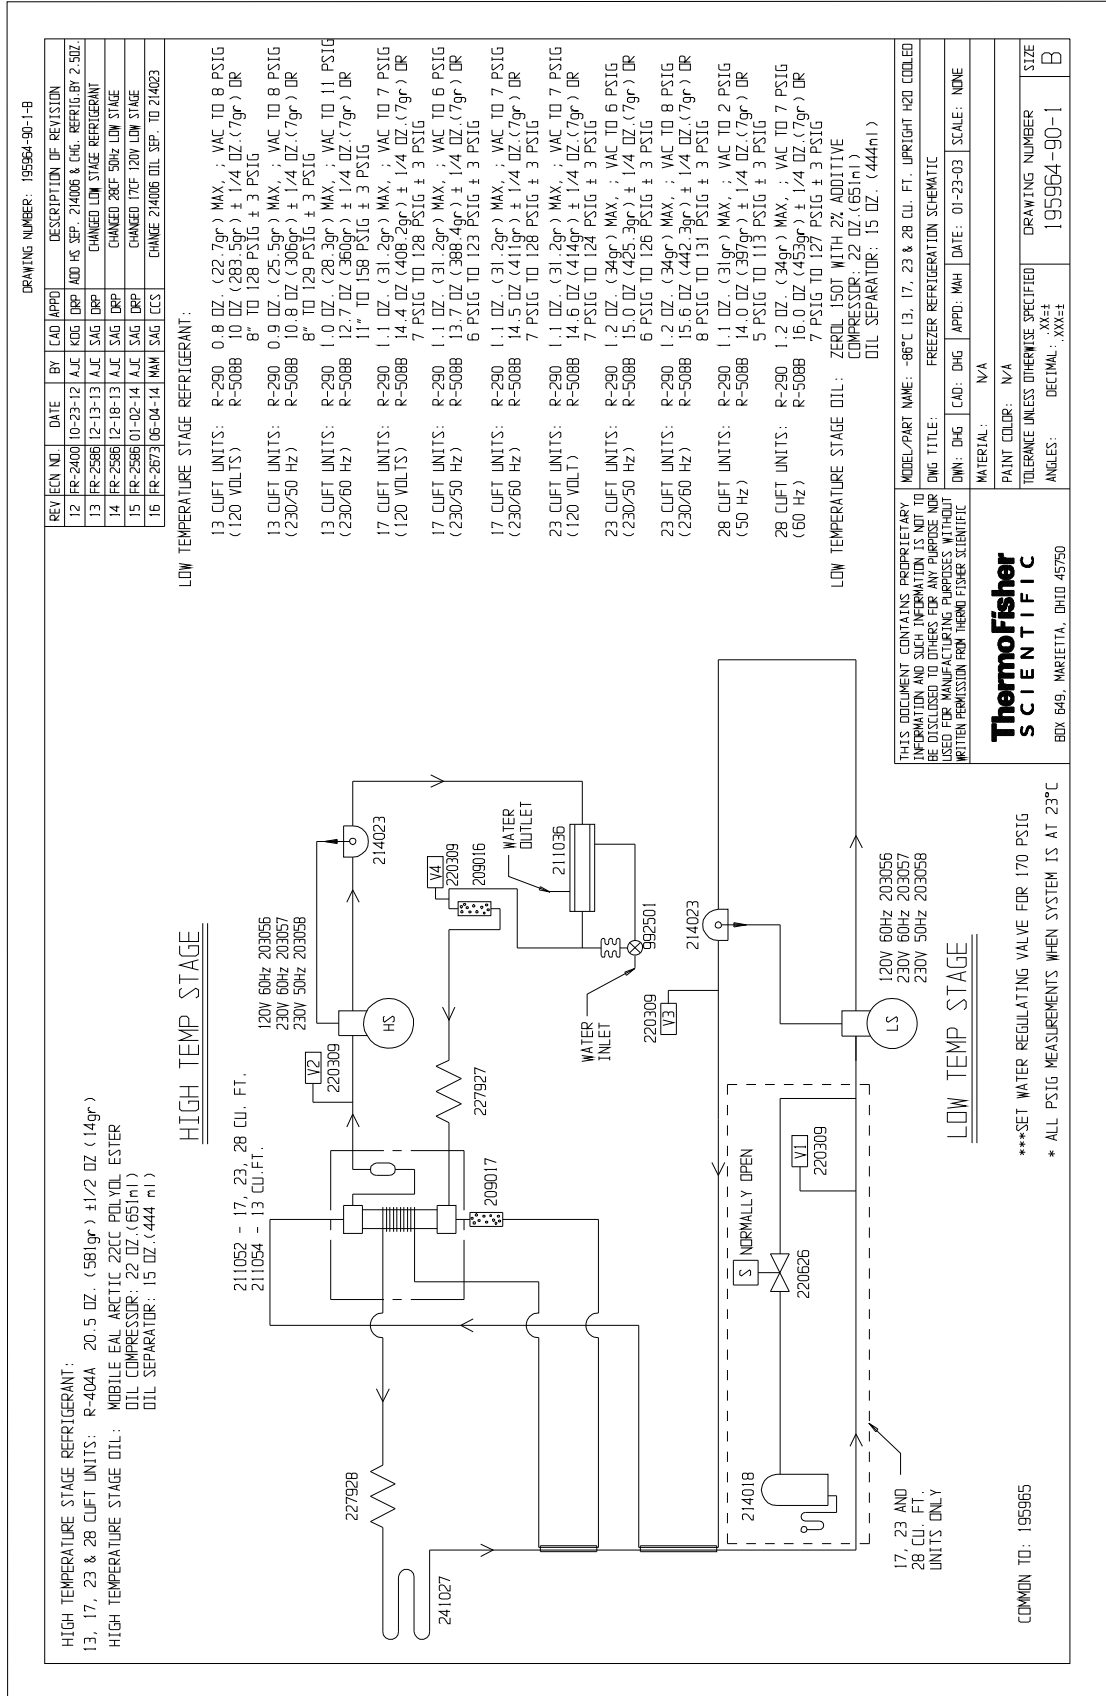 DRAWING NUMBER: 195964-90-1-B
REV ECN NO. DATE BY CAD APPD DESCRIPTION OF REVISION
12 FR-2400 10-23-12 AJC KDG DRP ADD HS SEP. 214006 & CHG. REFRIG.BY 2.5OZ.
13 FR-2586 12-13-13 AJC SAG DRP CHANGED LOW STAGE REFRIGERANT
14 FR-2586 12-18-13 AJC SAG DRP CHANGED 28CF 50Hz LOW STAGE
15 FR-2586 01-02-14 AJC SAG DRP CHANGED 17CF 120V LOW STAGE
16 FR-2673 06-04-14 MAM SAG CCS CHANGE 214006 OIL SEP. TO 214023
HIGH TEMPERATURE STAGE REFRIGERANT:
13, 17, 23 & 28 CUFT UNITS: R-404A 20.5 OZ. (581gr) ±1/2 OZ (14gr)
HIGH TEMPERATURE STAGE OIL: MOBILE EAL ARCTIC 22CC POLYOL ESTER
OIL COMPRESSOR: 22 OZ.(651ml)
OIL SEPARATOR: 15 OZ.(444 ml)
HIGH TEMP STAGE
211052 - 17, 23, 28 CU. FT.
211054 - 13 CU.FT.
120V 60Hz 203056
230V 60Hz 203057
230V 50Hz 203058
V2
220309
HS
214023
V4
220309
209016
WATER
OUTLET
211036
227928
227927
209017
WATER
INLET
992501
241027
214023
220309
V3
S NORMALLY OPEN
220626
V1
220309
214018
LS
120V 60Hz 203056
230V 60Hz 203057
230V 50Hz 203058
17, 23 AND
28 CU. FT.
UNITS ONLY
LOW TEMP STAGE
***SET WATER REGULATING VALVE FOR 170 PSIG
* ALL PSIG MEASUREMENTS WHEN SYSTEM IS AT 23°C
COMMON TO: 195965
LOW TEMPERATURE STAGE REFRIGERANT:
13 CUFT UNITS: R-290 0.8 OZ. (22.7gr) MAX, ; VAC TO 8 PSIG
(120 VOLTS) R-508B 10 OZ (283.5gr) ± 1/4 OZ.(7gr) OR
8" TO 128 PSIG ± 3 PSIG
13 CUFT UNITS: R-290 0.9 OZ. (25.5gr) MAX, ; VAC TO 8 PSIG
(230/50 Hz) R-508B 10.8 OZ (306gr) ± 1/4 OZ.(7gr) OR
8" TO 129 PSIG ± 3 PSIG
13 CUFT UNITS: R-290 1.0 OZ. (28.3gr) MAX, ; VAC TO 11 PSIG
(230/60 Hz) R-508B 12.7 OZ (360gr) ± 1/4 OZ.(7gr) OR
11" TO 158 PSIG ± 3 PSIG
17 CUFT UNITS: R-290 1.1 OZ. (31.2gr) MAX, ; VAC TO 7 PSIG
(120 VOLTS) R-508B 14.4 OZ (408.2gr) ± 1/4 OZ.(7gr) OR
7 PSIG TO 128 PSIG ± 3 PSIG
17 CUFT UNITS: R-290 1.1 OZ. (31.2gr) MAX, ; VAC TO 6 PSIG
(230/50 Hz) R-508B 13.7 OZ (388.4gr) ± 1/4 OZ.(7gr) OR
6 PSIG TO 123 PSIG ± 3 PSIG
17 CUFT UNITS: R-290 1.1 OZ. (31.2gr) MAX, ; VAC TO 7 PSIG
(230/60 Hz) R-508B 14.5 OZ (411gr) ± 1/4 OZ.(7gr) OR
7 PSIG TO 128 PSIG ± 3 PSIG
23 CUFT UNITS: R-290 1.1 OZ. (31.2gr) MAX, ; VAC TO 7 PSIG
(120 VOLT) R-508B 14.6 OZ (414gr) ± 1/4 OZ.(7gr) OR
7 PSIG TO 124 PSIG ± 3 PSIG
23 CUFT UNITS: R-290 1.2 OZ. (34gr) MAX, ; VAC TO 6 PSIG
(230/50 Hz) R-508B 15.0 OZ (425.3gr) ± 1/4 OZ.(7gr) OR
6 PSIG TO 126 PSIG ± 3 PSIG
23 CUFT UNITS: R-290 1.2 OZ. (34gr) MAX, ; VAC TO 8 PSIG
(230/60 Hz) R-508B 15.6 OZ (442.3gr) ± 1/4 OZ.(7gr) OR
8 PSIG TO 131 PSIG ± 3 PSIG
28 CUFT UNITS: R-290 1.1 OZ. (31gr) MAX, ; VAC TO 2 PSIG
(50 Hz) R-508B 14.0 OZ (397gr) ± 1/4 OZ.(7gr) OR
5 PSIG TO 113 PSIG ± 3 PSIG
28 CUFT UNITS: R-290 1.2 OZ. (34gr) MAX, ; VAC TO 7 PSIG
(60 Hz) R-508B 16.0 OZ (453gr) ± 1/4 OZ.(7gr) OR
7 PSIG TO 127 PSIG ± 3 PSIG
LOW TEMPERATURE STAGE OIL: ZEROL 150T WITH 2% ADDITIVE
COMPRESSOR: 22 OZ.(651ml)
OIL SEPARATOR: 15 OZ. (444ml)
THIS DOCUMENT CONTAINS PROPRIETARY
INFORMATION AND SUCH INFORMATION IS NOT TO
BE DISCLOSED TO OTHERS FOR ANY PURPOSE NOR
USED FOR MANUFACTURING PURPOSES WITHOUT
WRITTEN PERMISSION FROM THERMO FISHER SCIENTIFIC
ThermoFisher
SCIENTIFIC
BOX 649, MARIETTA, OHIO 45750
MODEL/PART NAME: -86°C 13, 17, 23 & 28 CU. FT. UPRIGHT H2O COOLED
DWG TITLE: FREEZER REFRIGERATION SCHEMATIC
DWN: DHG CAD: DHG APPD: MAH DATE: 01-23-03 SCALE: NONE
MATERIAL: N/A
PAINT COLOR: N/A
TOLERANCE UNLESS OTHERWISE SPECIFIED
ANGLES: DECIMAL: .XX=±
.XXX=±
DRAWING NUMBER
195964-90-1
SIZE
B